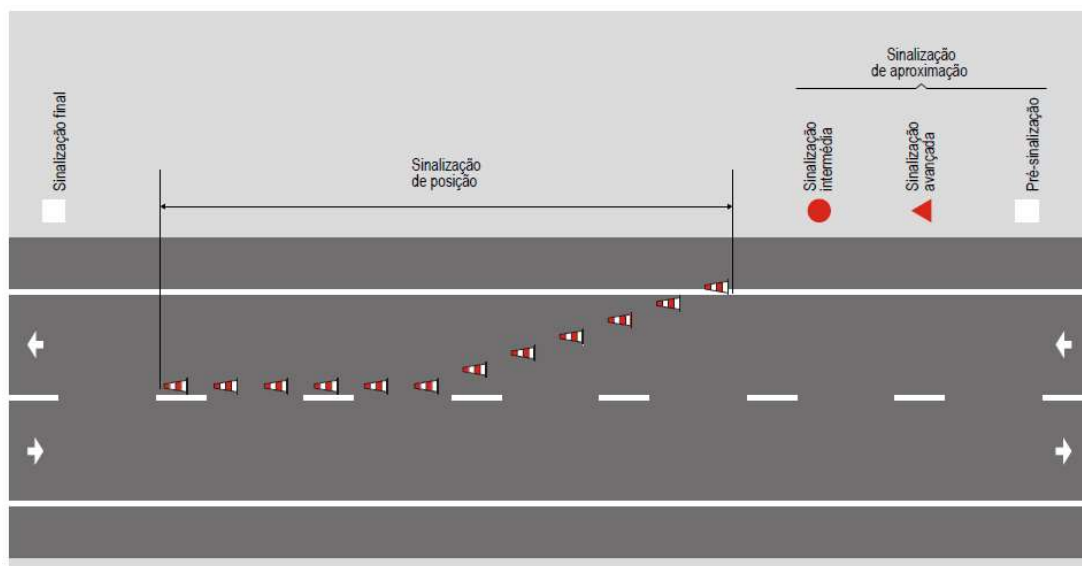 Sinalização final
Sinalização
de posição
Sinalização
de aproximação
Sinalização
intermédia
Sinalização
avançada
Pré-sinalização